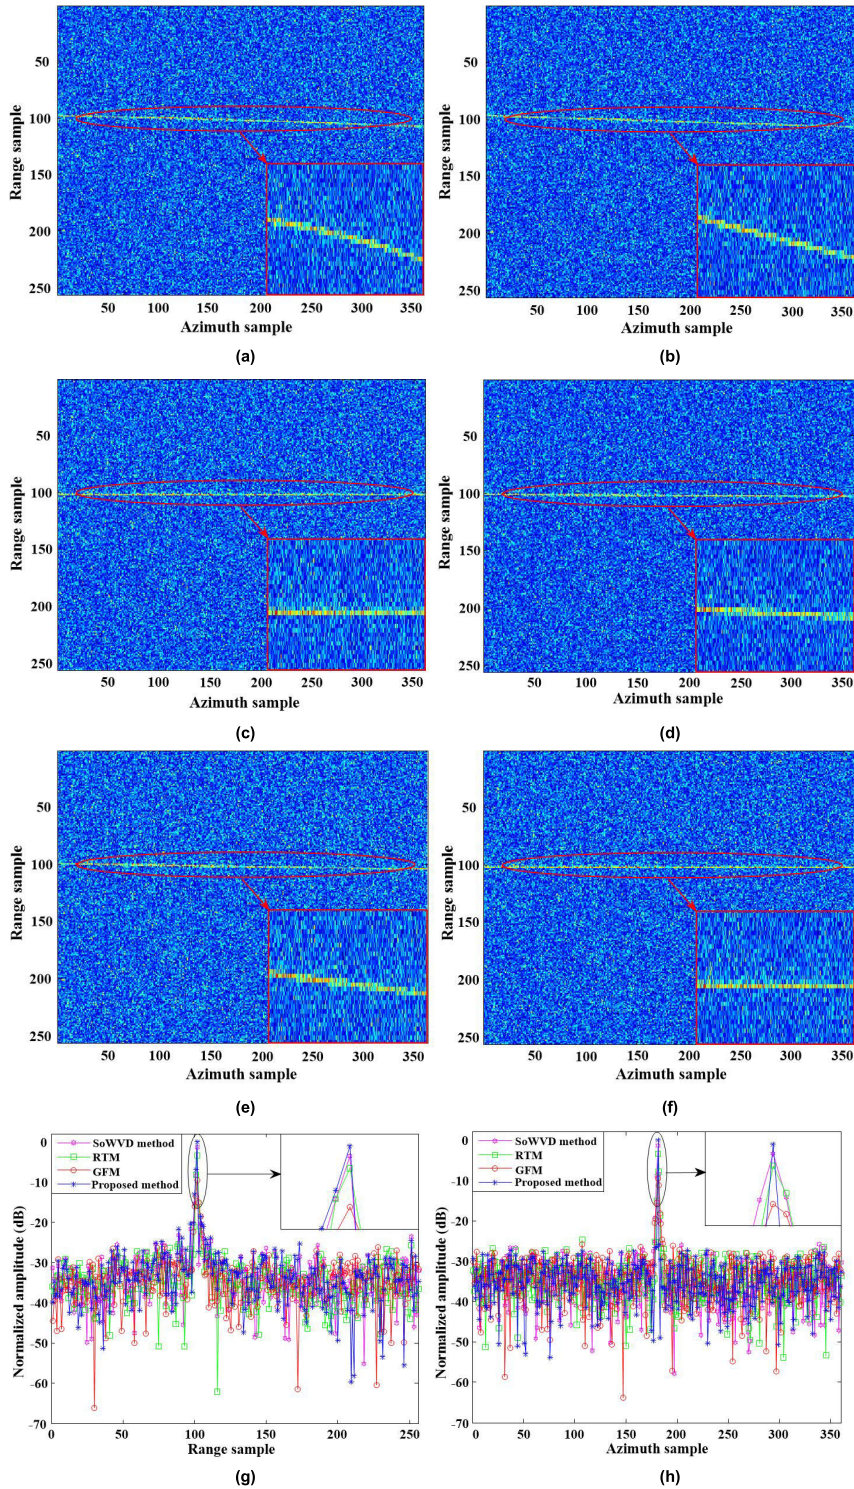 50
100
150
200
250
Range sample
50 100 150 200 250 300 350
Azimuth sample
(a)
50
100
150
200
250
Range sample
50 100 150 200 250 300 350
Azimuth sample
(b)
50
100
150
200
250
Range sample
50 100 150 200 250 300 350
Azimuth sample
(c)
50
100
150
200
250
Range sample
50 100 150 200 250 300 350
Azimuth sample
(d)
50
100
150
200
250
Range sample
50 100 150 200 250 300 350
Azimuth sample
(e)
50
100
150
200
250
Range sample
50 100 150 200 250 300 350
Azimuth sample
(f)
SoWVD method
RTM
GFM
Proposed method
0
-10
-20
-30
-40
-50
-60
-70
Normalized amplitude (dB)
0 50 100 150 200 250
Range sample
(g)
SoWVD method
RTM
GFM
Proposed method
0
-10
-20
-30
-40
-50
-60
-70
Normalized amplitude (dB)
0 50 100 150 200 250 300 350
Azimuth sample
(h)